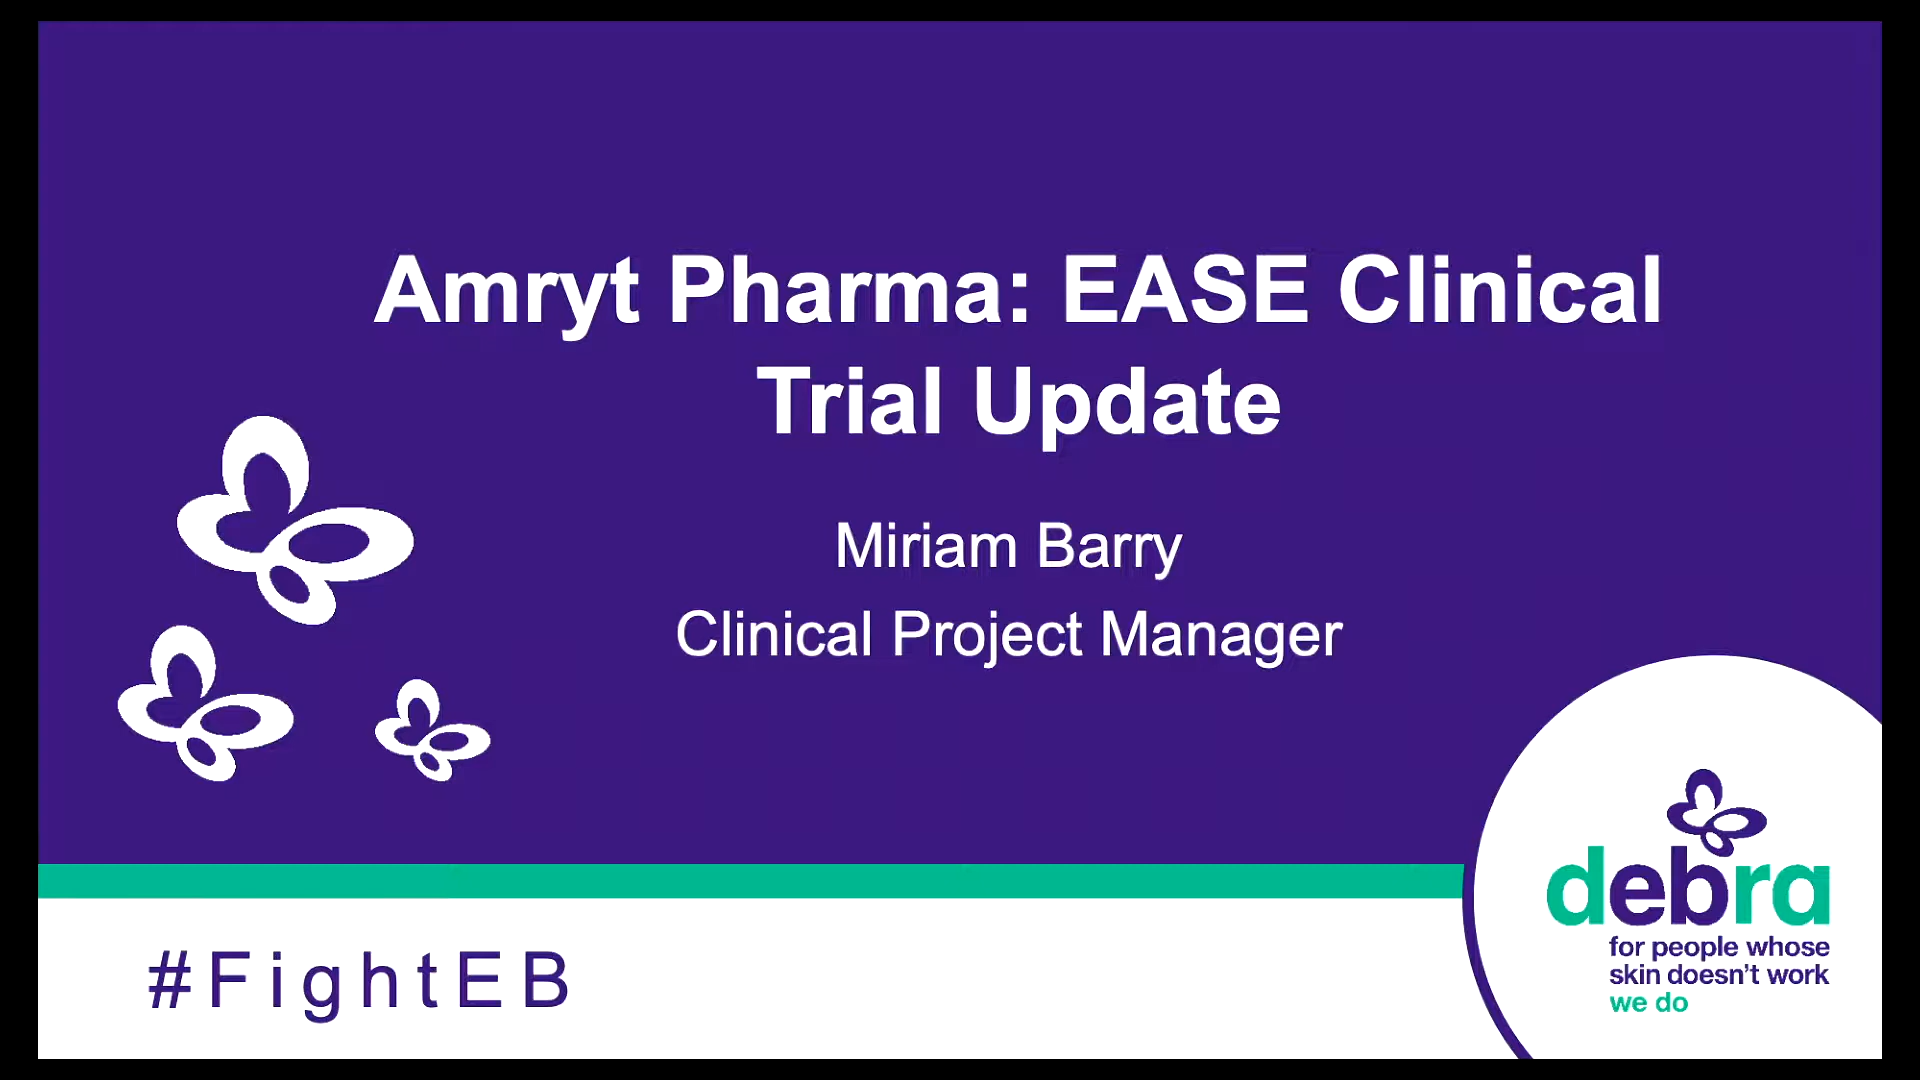 Amryt Pharma: EASE Clinical
Trial Update
Miriam Barry
Clinical Project Manager
#FightEB
debra
for people whose
skin doesn't work
we do